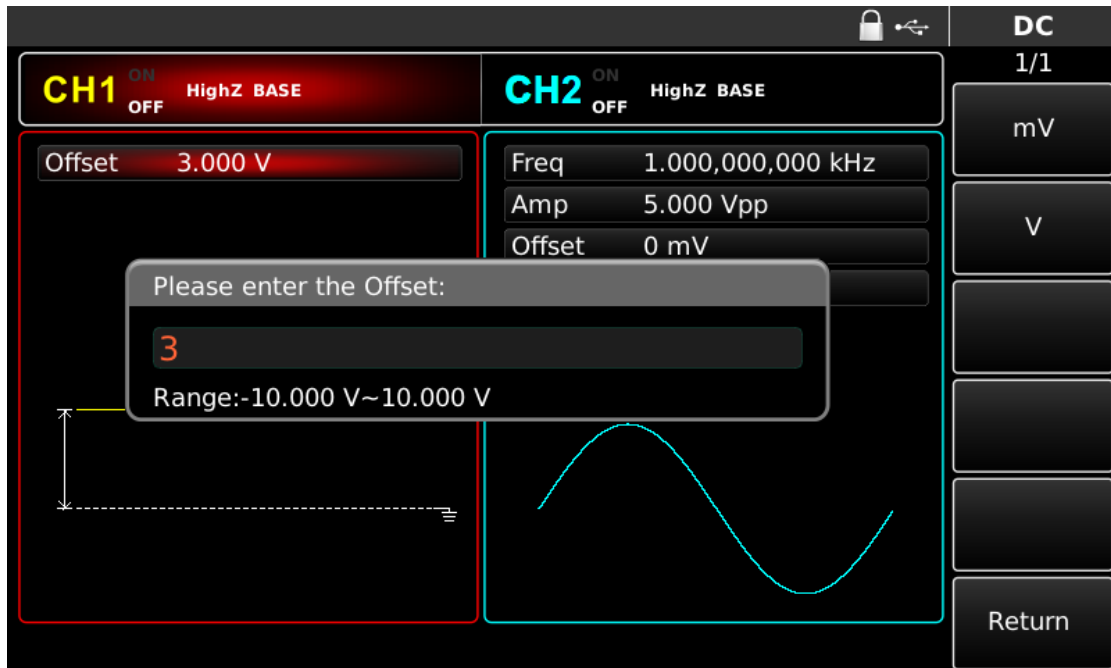 DC
1/1
CH1 ON OFF HighZ BASE
CH2 ON OFF HighZ BASE
Offset 3.000 V
Freq 1.000,000,000 kHz
Amp 5.000 Vpp
Offset 0 mV
Please enter the Offset:
3
Range:-10.000 V~10.000 V
mV
V
Return